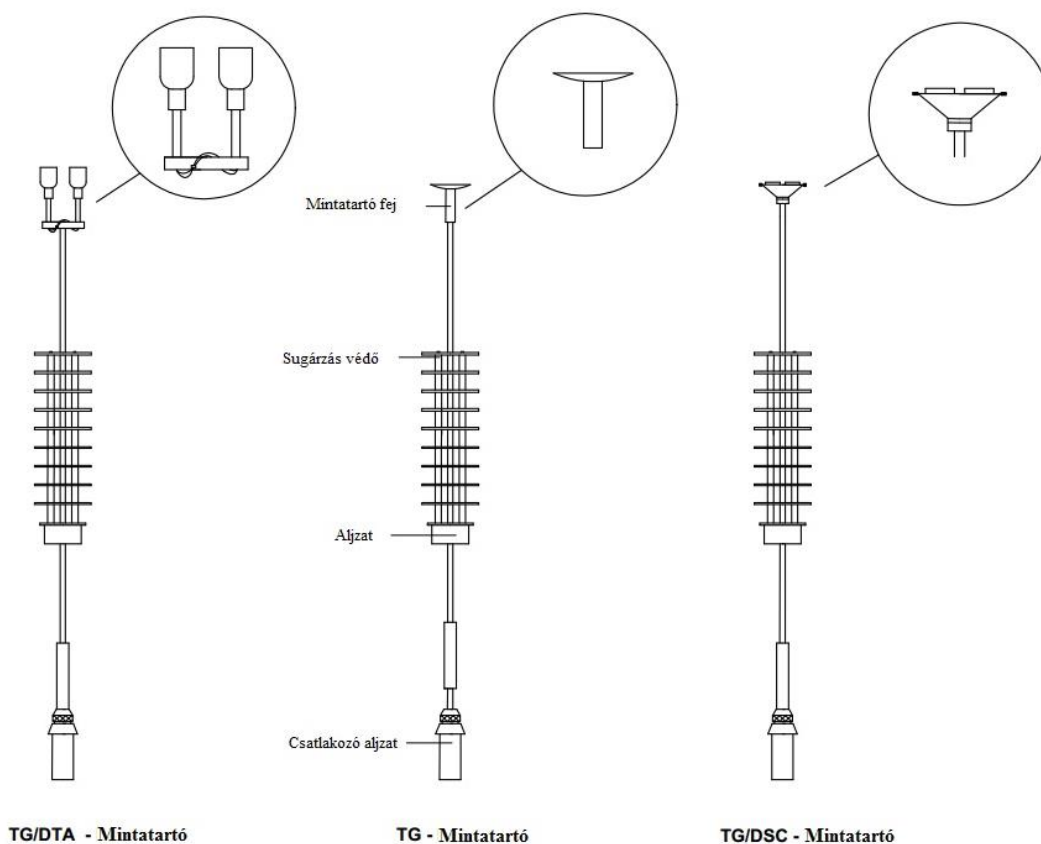 Mintatartó fej
Sugárzás védő
Aljzat
Csatlakozó aljzat
TG/DTA - Mintatartó
TG - Mintatartó
TG/DSC - Mintatartó